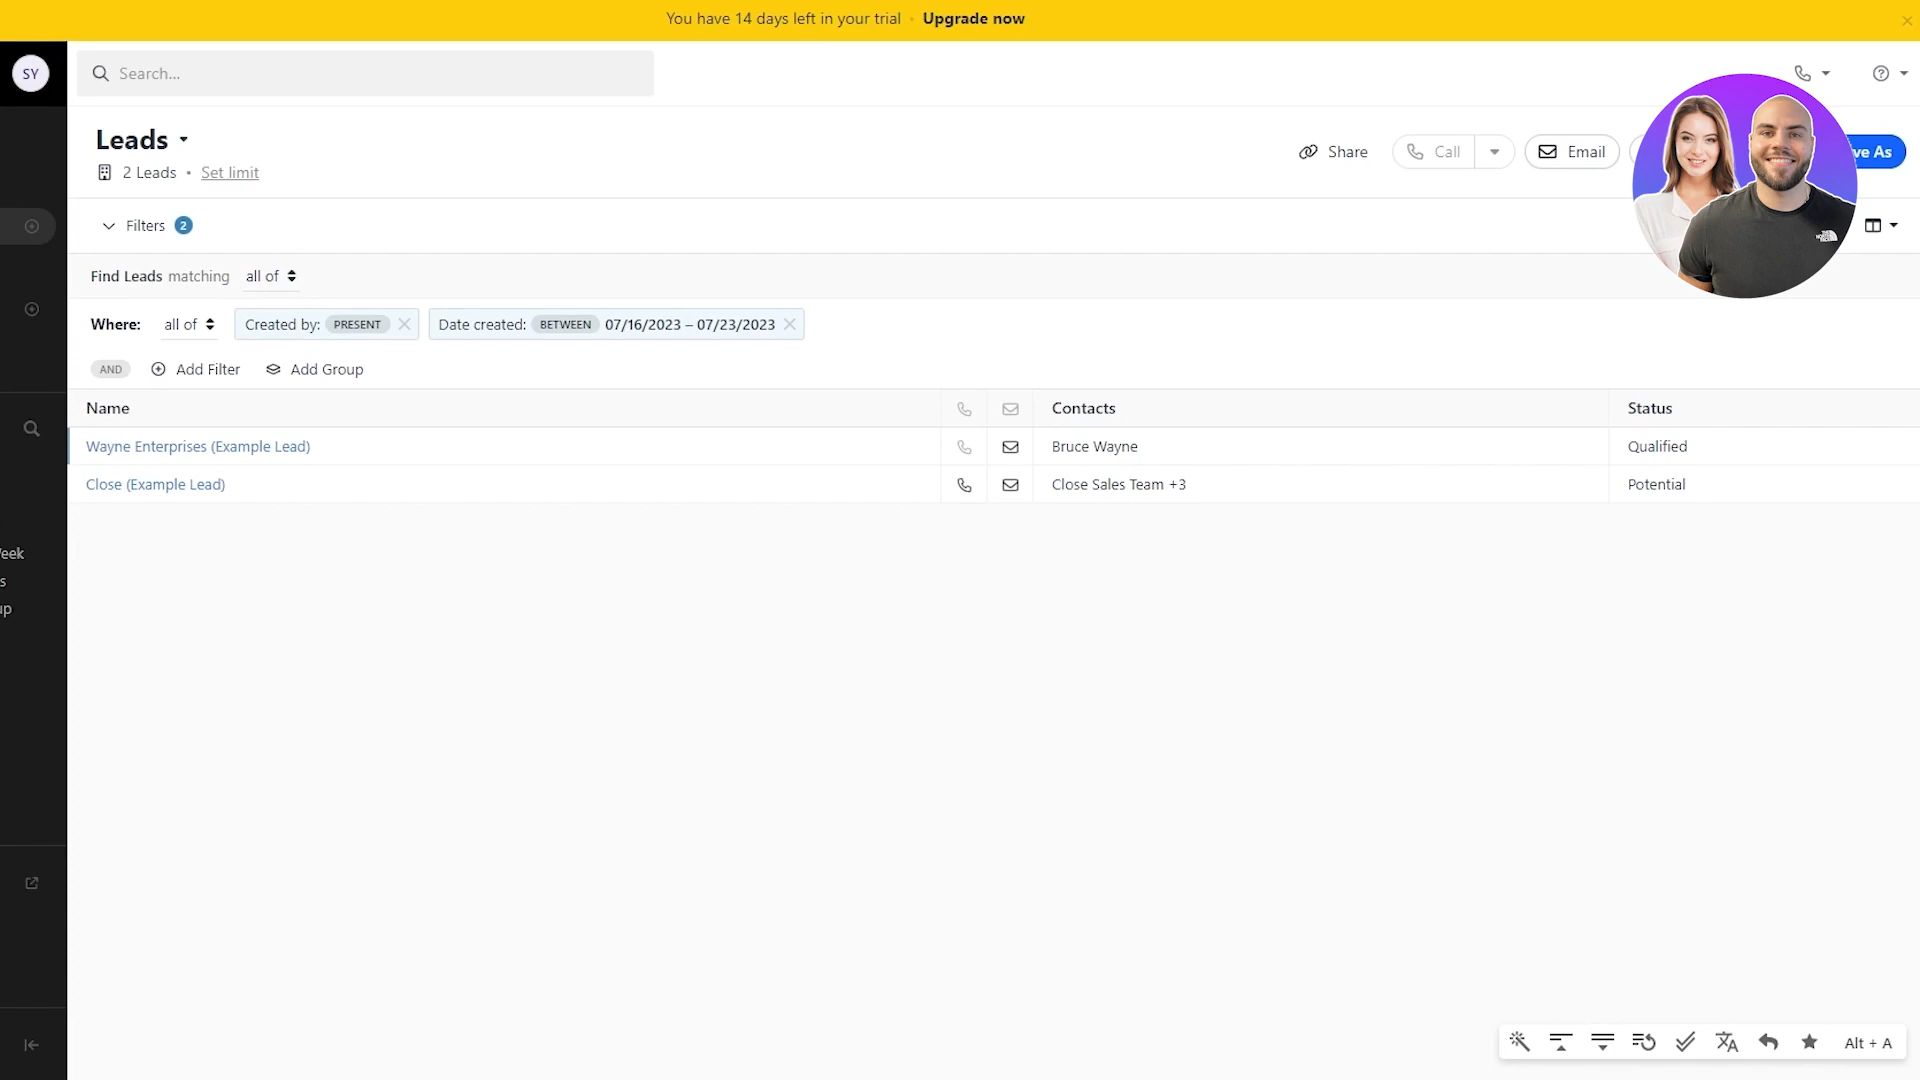 You have 14 days left in your trial · Upgrade now
SY
Search...
Leads
2 Leads • Set limit
Share
Call
Email
ve As
Filters 2
Find Leads matching all of
Where: all of Created by: PRESENT Date created: BETWEEN 07/16/2023 – 07/23/2023
AND Add Filter Add Group
Name Contacts Status
Wayne Enterprises (Example Lead) Bruce Wayne Qualified
Close (Example Lead) Close Sales Team +3 Potential
eek
s
up
Alt + A